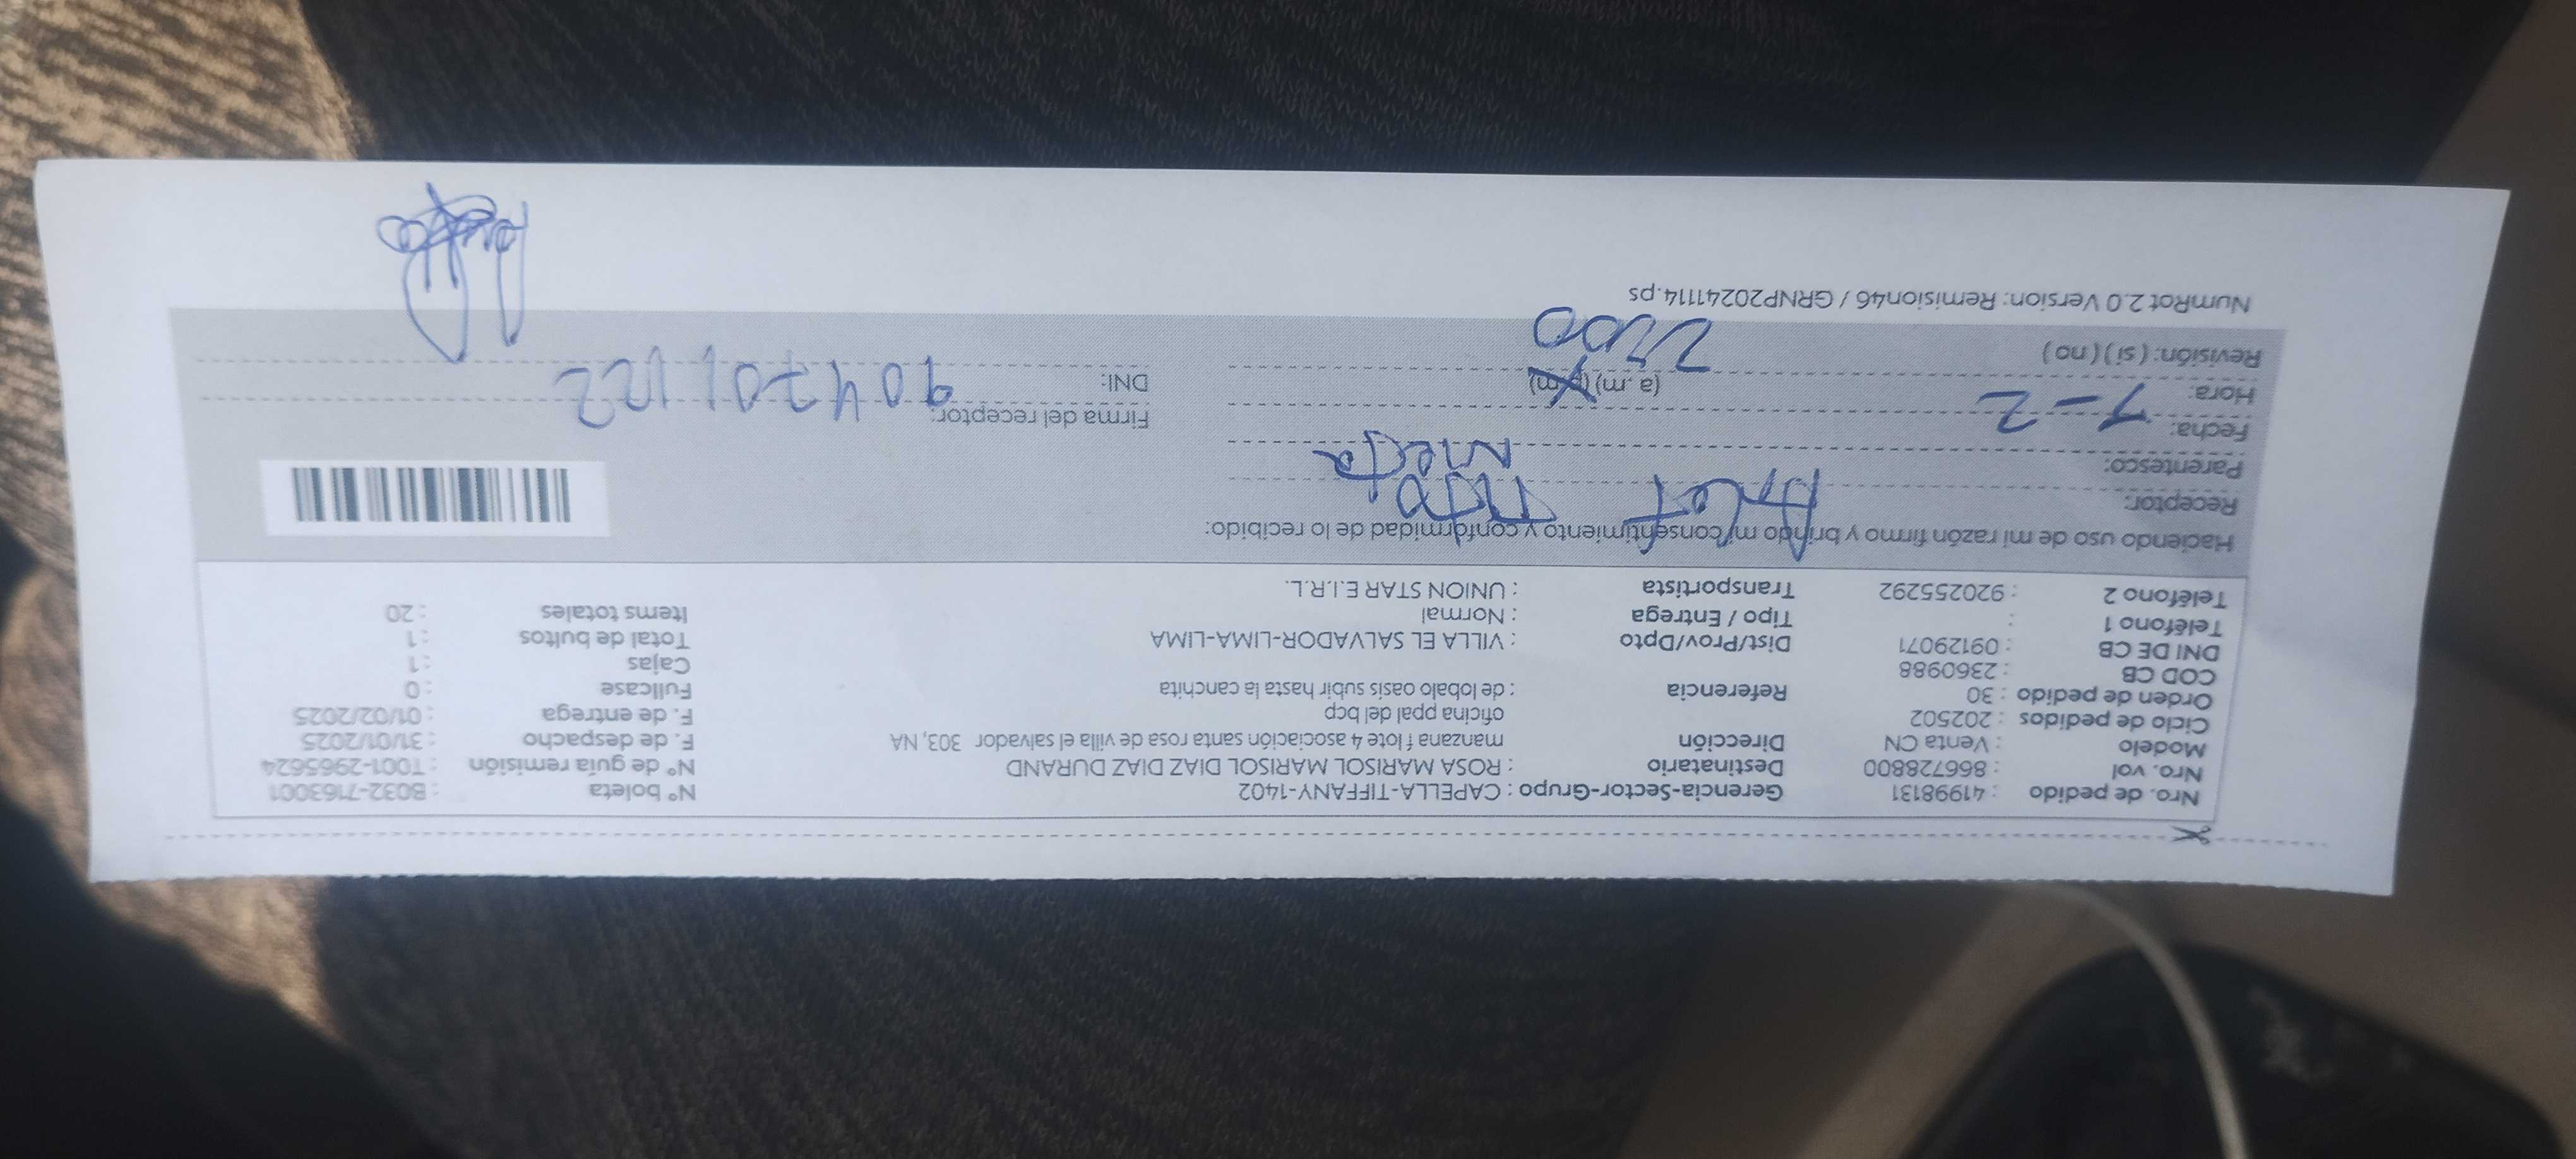 Nro. de pedido : 41998131 Gerencia-Sector-Grupo : CAPELLA-TIFFANY-1402 Nº boleta : B032-7163001
Nro. vol : 866728800 Destinatario : ROSA MARISOL MARISOL DIAZ DIAZ DURAND Nº de guía remisión : T001-2965624
Modelo : Venta CN Dirección manzana f lote 4 asociación santa rosa de villa el salvador 303, NA F. de despacho : 31/01/2025
Ciclo de pedidos : 202502 oficina ppal del bcp F. de entrega : 01/02/2025
Orden de pedido : 30 Referencia : de lobalo oasis subir hasta la canchita Fullcase : 0
COD CB : 2360988 Cajas : 1
DNI DE CB : 09129071 Dist/Prov/Dpto : VILLA EL SALVADOR-LIMA-LIMA Total de bultos : 1
Teléfono 1 : Tipo / Entrega : Normal Items totales : 20
Teléfono 2 : 920255292 Transportista : UNION STAR E.I.R.L.
Haciendo uso de mi razón firmo y brindo mi consentimiento y conformidad de lo recibido:
Receptor: Arlet
Parentesco: nieta
Fecha: 1-2 Firma del receptor:
Hora: (a.m) (p.m) DNI: 904701122
Revisión: (si) (no)
NumRot 2.0 Version: Remision46 / GRNP20241114.ps